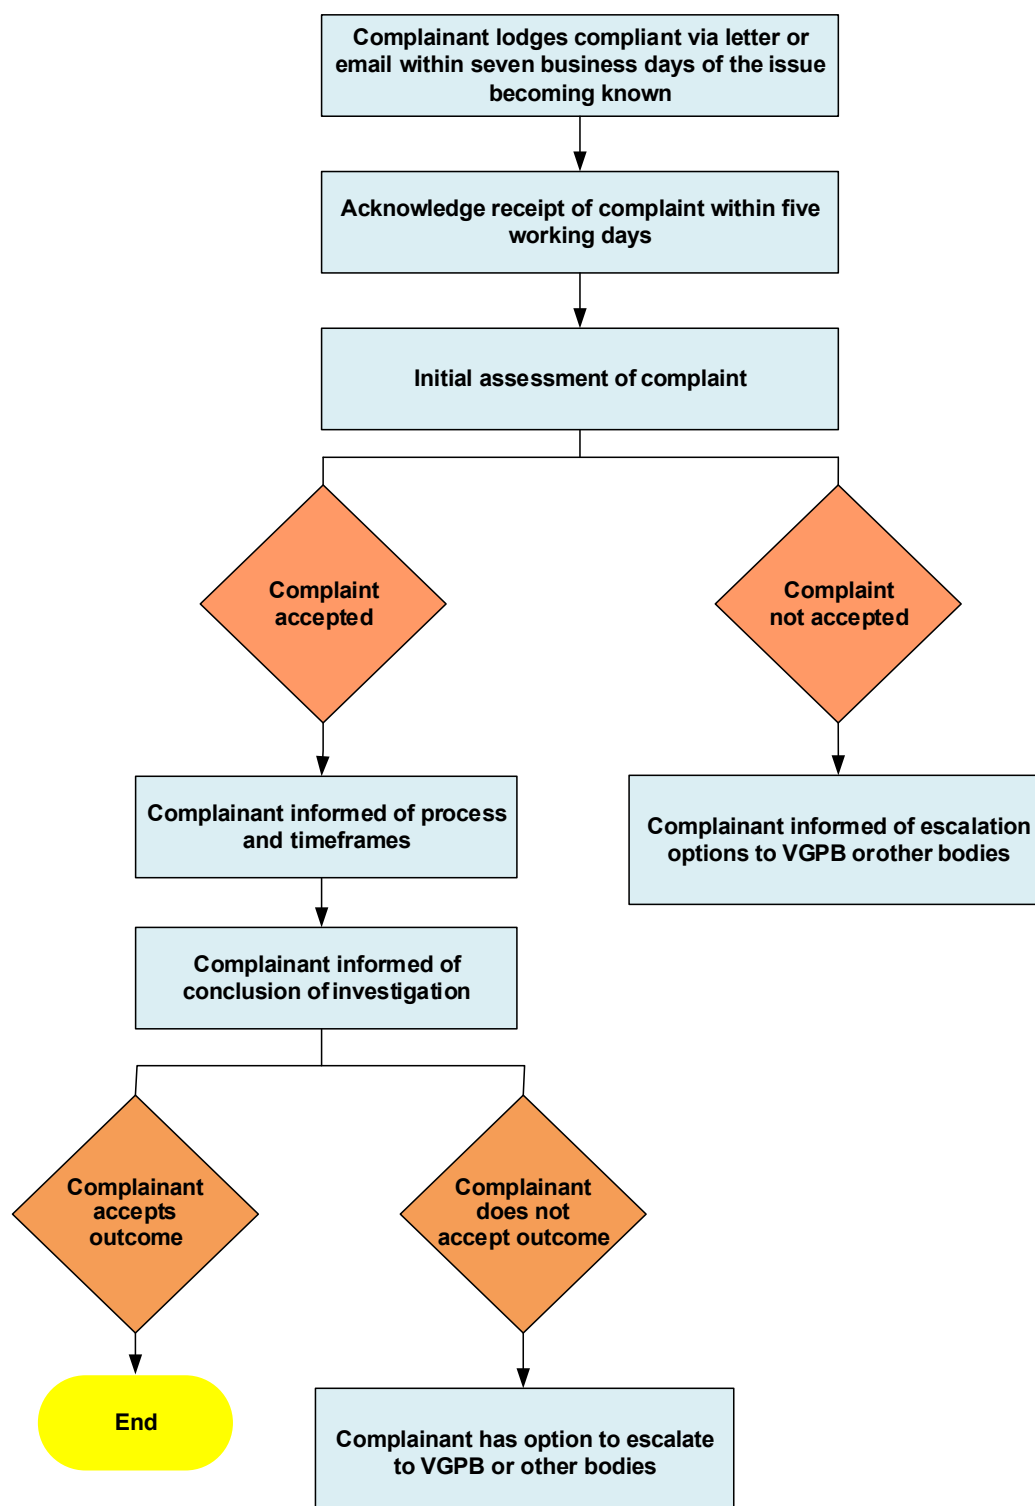 Complainant lodges compliant via letter or
email within seven business days of the issue
becoming known
Acknowledge receipt of complaint within five
working days
Initial assessment of complaint
Complaint
accepted
Complaint
not accepted
Complainant informed of process
and timeframes
Complainant informed of escalation
options to VGPB orother bodies
Complainant informed of
conclusion of investigation
Complainant
accepts
outcome
Complainant
does not
accept outcome
End
Complainant has option to escalate
to VGPB or other bodies